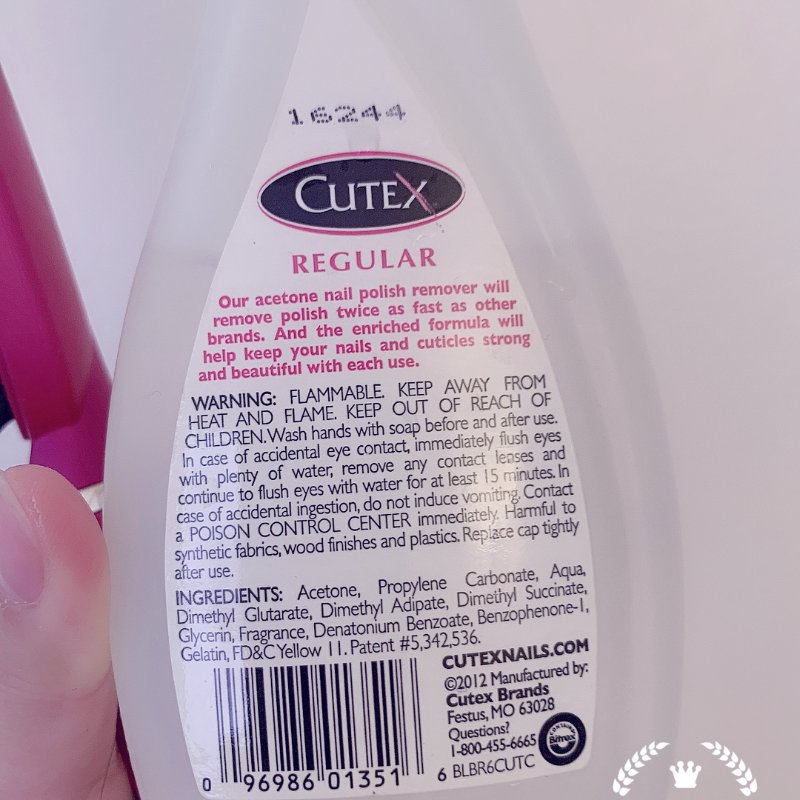 16244
CUTEX
REGULAR
Our acetone nail polish remover will
remove polish twice as fast as other
brands. And the enriched formula will
help keep your nails and cuticles strong
and beautiful with each use.
WARNING: FLAMMABLE. KEEP AWAY FROM
HEAT AND FLAME. KEEP OUT OF REACH OF
CHILDREN. Wash hands with soap before and after use.
In case of accidental eye contact, immediately flush eyes
with plenty of water, remove any contact lenses and
continue to flush eyes with water for at least 15 minutes. In
case of accidental ingestion, do not induce vomiting. Contact
a POISON CONTROL CENTER immediately. Harmful to
synthetic fabrics, wood finishes and plastics. Replace cap tightly
after use.
INGREDIENTS: Acetone, Propylene Carbonate, Aqua,
Dimethyl Glutarate, Dimethyl Adipate, Dimethyl Succinate,
Glycerin, Fragrance, Denatonium Benzoate, Benzophenone-1,
Gelatin, FD&C Yellow 11. Patent #5,342,536.
CUTEXNAILS.COM
©2012 Manufactured by:
Cutex Brands
Festus, MO 63028
Questions?
1-800-455-6665
CONTAINS
Bitrex
0 96986 01351 6 BLBR6CUTC